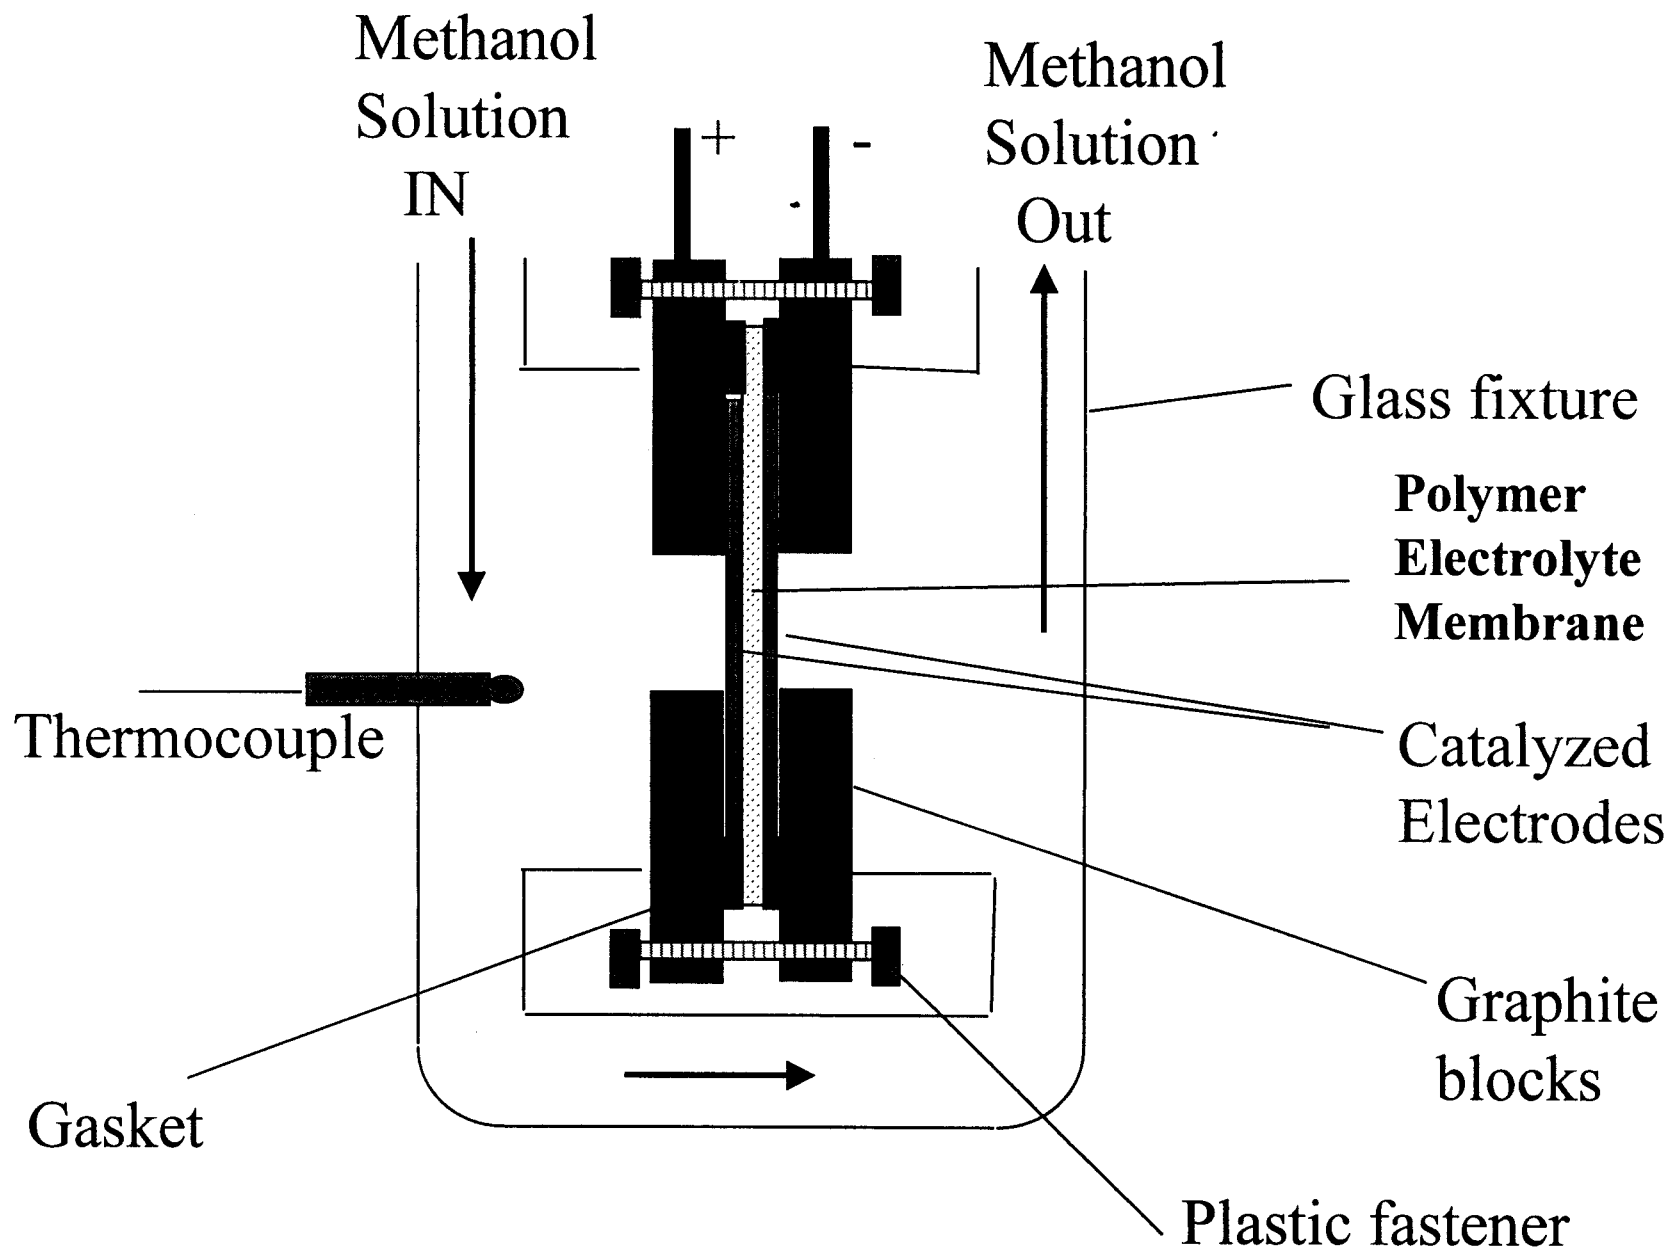 Methanol
Solution
IN
Methanol
Solution
Out
+
-
Glass fixture
Polymer
Electrolyte
Membrane
Thermocouple
Catalyzed
Electrodes
Graphite
blocks
Gasket
Plastic fastener